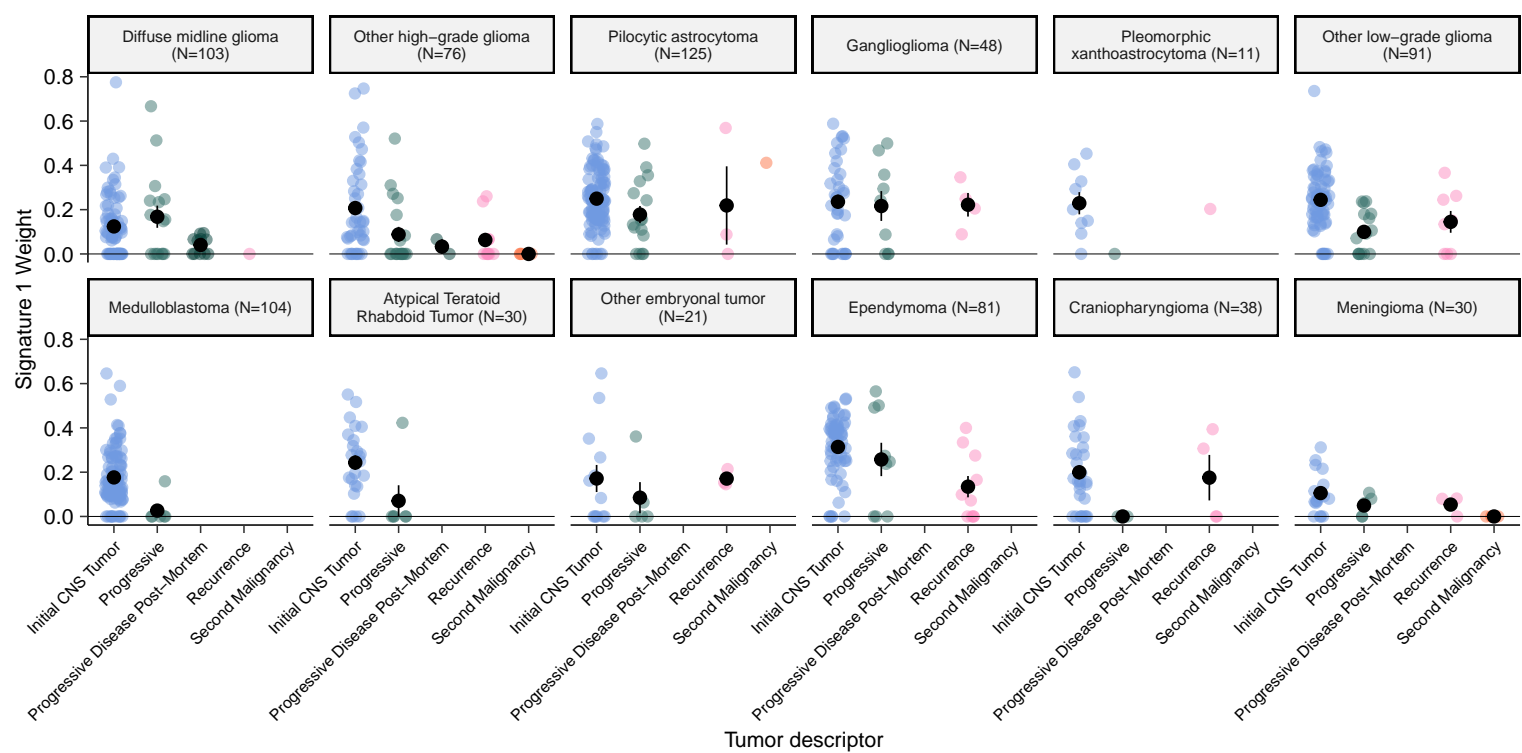 Diffuse midline glioma
(N=103)
Other high−grade glioma
(N=76)
Pilocytic astrocytoma
(N=125)
Ganglioglioma (N=48)
Pleomorphic
xanthoastrocytoma (N=11)
Other low−grade glioma
(N=91)
0.8
0.6
0.4
0.2
0.0
Signature 1 Weight
Medulloblastoma (N=104)
Atypical Teratoid
Rhabdoid Tumor (N=30)
Other embryonal tumor
(N=21)
Ependymoma (N=81)
Craniopharyngioma (N=38)
Meningioma (N=30)
0.8
0.6
0.4
0.2
0.0
Initial CNS Tumor
Progressive
Progressive Disease Post−Mortem
Recurrence
Second Malignancy
Initial CNS Tumor
Progressive
Progressive Disease Post−Mortem
Recurrence
Second Malignancy
Initial CNS Tumor
Progressive
Progressive Disease Post−Mortem
Recurrence
Second Malignancy
Initial CNS Tumor
Progressive
Progressive Disease Post−Mortem
Recurrence
Second Malignancy
Initial CNS Tumor
Progressive
Progressive Disease Post−Mortem
Recurrence
Second Malignancy
Initial CNS Tumor
Progressive
Progressive Disease Post−Mortem
Recurrence
Second Malignancy
Tumor descriptor